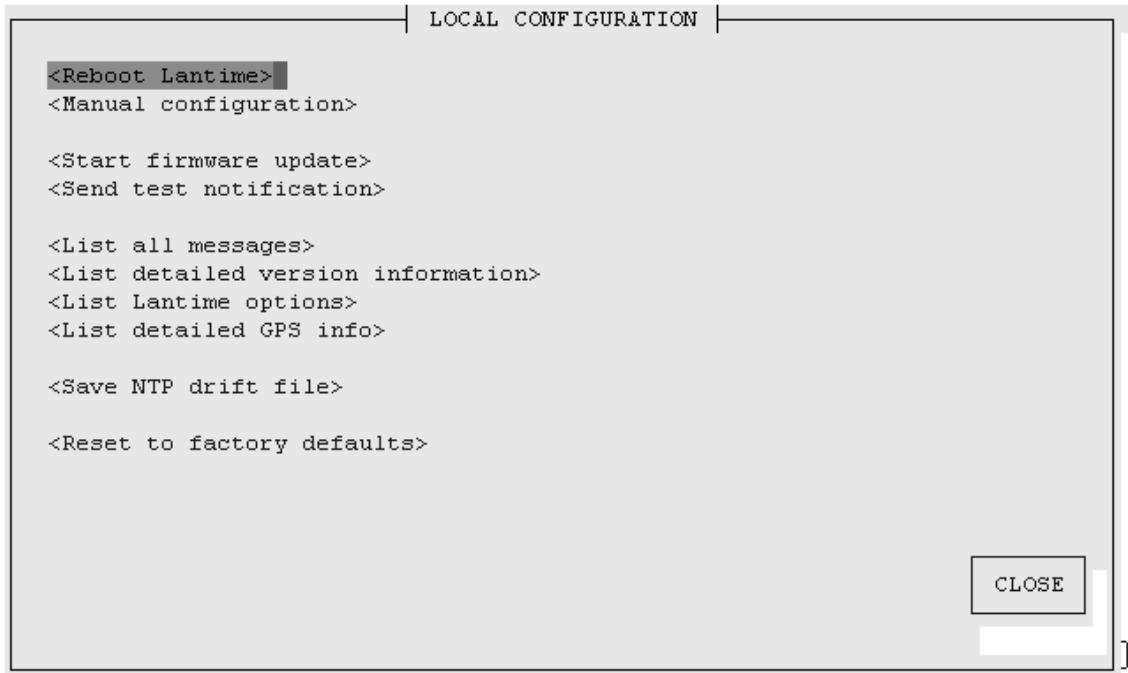 LOCAL CONFIGURATION
<Reboot Lantime>
<Manual configuration>
<Start firmware update>
<Send test notification>
<List all messages>
<List detailed version information>
<List Lantime options>
<List detailed GPS info>
<Save NTP drift file>
<Reset to factory defaults>
CLOSE